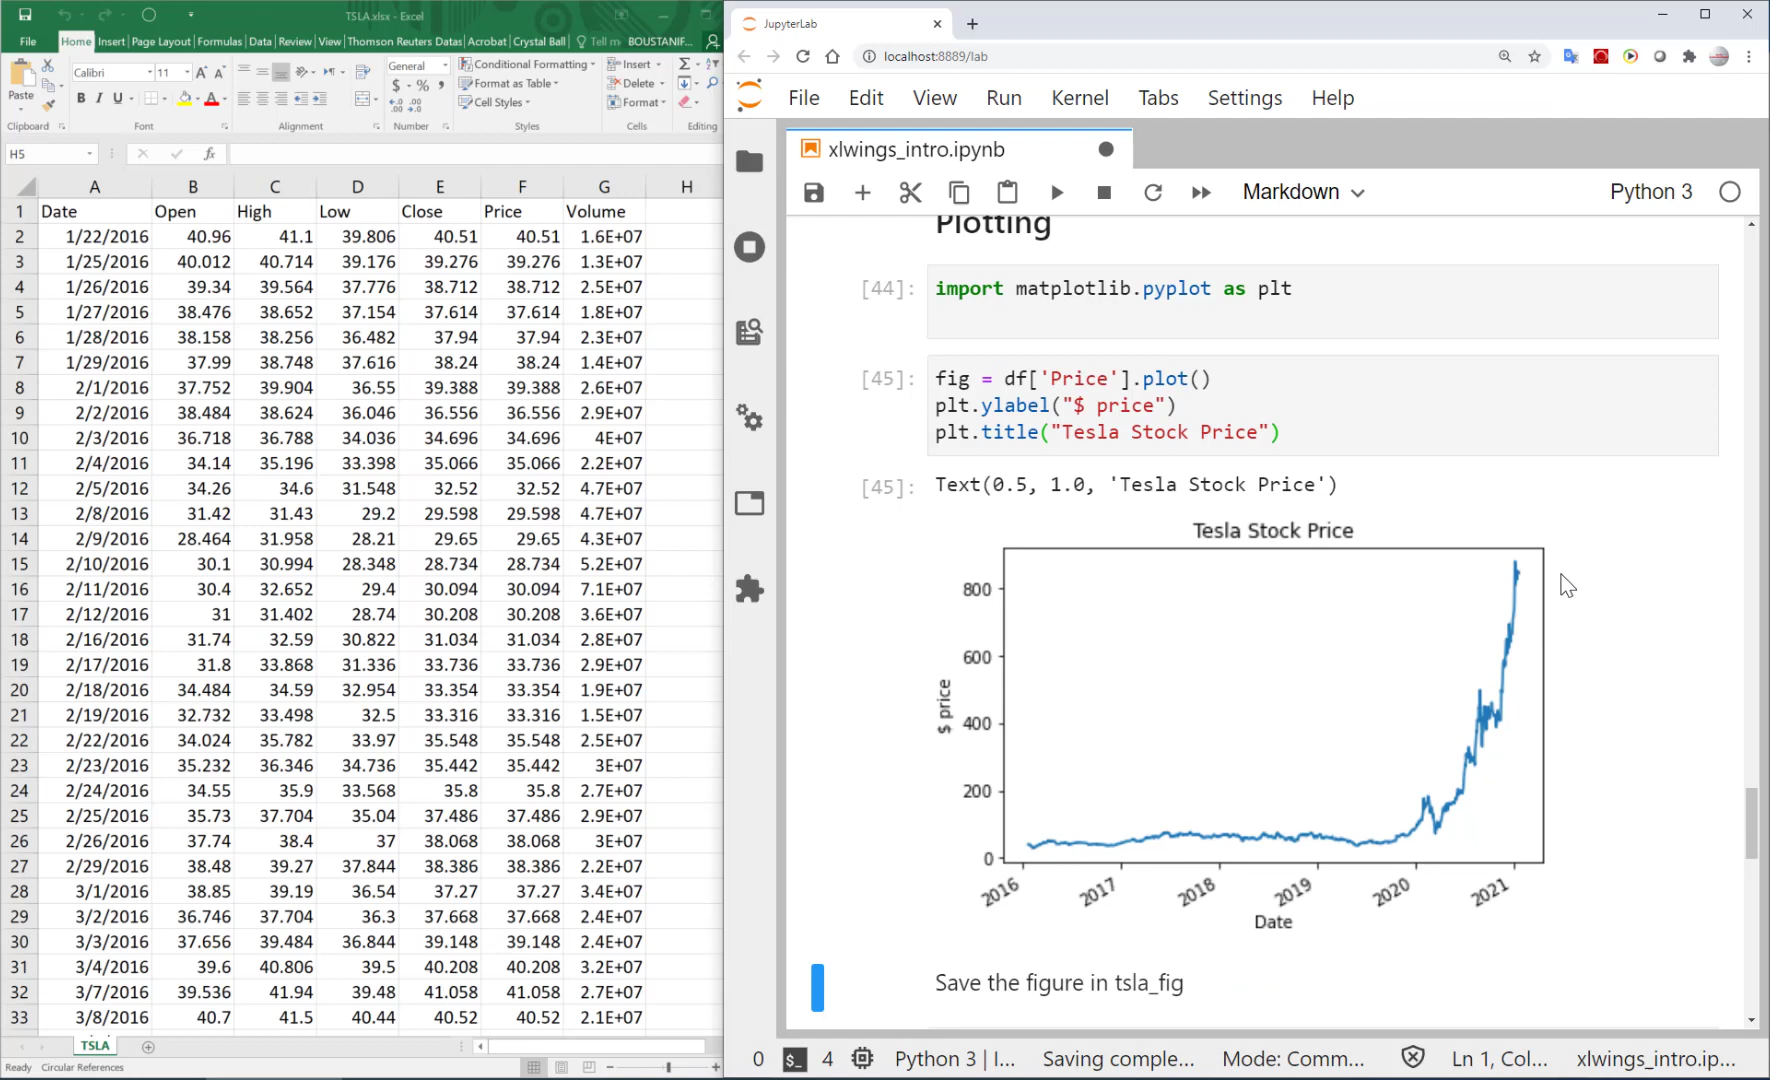 TSLA.xlsx - Excel
File Home Insert Page Layout Formulas Data Review View Thomson Reuters Datas Acrobat Crystal Ball Tell m BOUSTANIF...
Paste
Calibri 11
B I U
General
$ - % ,
Conditional Formatting
Format as Table
Cell Styles
Insert
Delete
Format
Clipboard Font Alignment Number Styles Cells Editing
H5 fx
A B C D E F G H
1 Date Open High Low Close Price Volume
2 1/22/2016 40.96 41.1 39.806 40.51 40.51 1.6E+07
3 1/25/2016 40.012 40.714 39.176 39.276 39.276 1.3E+07
4 1/26/2016 39.34 39.564 37.776 38.712 38.712 2.5E+07
5 1/27/2016 38.476 38.652 37.154 37.614 37.614 1.8E+07
6 1/28/2016 38.158 38.256 36.482 37.94 37.94 2.3E+07
7 1/29/2016 37.99 38.748 37.616 38.24 38.24 1.4E+07
8 2/1/2016 37.752 39.904 36.55 39.388 39.388 2.6E+07
9 2/2/2016 38.484 38.624 36.046 36.556 36.556 2.9E+07
10 2/3/2016 36.718 36.788 34.036 34.696 34.696 4E+07
11 2/4/2016 34.14 35.196 33.398 35.066 35.066 2.2E+07
12 2/5/2016 34.26 34.6 31.548 32.52 32.52 4.7E+07
13 2/8/2016 31.42 31.43 29.2 29.598 29.598 4.7E+07
14 2/9/2016 28.464 31.958 28.21 29.65 29.65 4.3E+07
15 2/10/2016 30.1 30.994 28.348 28.734 28.734 5.2E+07
16 2/11/2016 30.4 32.652 29.4 30.094 30.094 7.1E+07
17 2/12/2016 31 31.402 28.74 30.208 30.208 3.6E+07
18 2/16/2016 31.74 32.59 30.822 31.034 31.034 2.8E+07
19 2/17/2016 31.8 33.868 31.336 33.736 33.736 2.9E+07
20 2/18/2016 34.484 34.59 32.954 33.354 33.354 1.9E+07
21 2/19/2016 32.732 33.498 32.5 33.316 33.316 1.5E+07
22 2/22/2016 34.024 35.782 33.97 35.548 35.548 2.5E+07
23 2/23/2016 35.232 36.346 34.736 35.442 35.442 3E+07
24 2/24/2016 34.55 35.9 33.568 35.8 35.8 2.7E+07
25 2/25/2016 35.73 37.704 35.04 37.486 37.486 2.9E+07
26 2/26/2016 37.74 38.4 37 38.068 38.068 3E+07
27 2/29/2016 38.48 39.27 37.844 38.386 38.386 2.2E+07
28 3/1/2016 38.85 39.19 36.54 37.27 37.27 3.4E+07
29 3/2/2016 36.746 37.704 36.3 37.668 37.668 2.4E+07
30 3/3/2016 37.656 39.484 36.844 39.148 39.148 2.4E+07
31 3/4/2016 39.6 40.806 39.5 40.208 40.208 3.2E+07
32 3/7/2016 39.536 41.94 39.48 41.058 41.058 2.7E+07
33 3/8/2016 40.7 41.5 40.44 40.52 40.52 2.1E+07
TSLA
Ready Circular References
JupyterLab
localhost:8889/lab
File Edit View Run Kernel Tabs Settings Help
xlwings_intro.ipynb
Markdown
Python 3
Plotting
[44]: import matplotlib.pyplot as plt
[45]: fig = df['Price'].plot()
plt.ylabel("$ price")
plt.title("Tesla Stock Price")
[45]: Text(0.5, 1.0, 'Tesla Stock Price')
Tesla Stock Price
800
600
400
200
0
$ price
2016 2017 2018 2019 2020 2021
Date
Save the figure in tsla_fig
0 $_ 4 Python 3 | I... Saving comple... Mode: Comm... Ln 1, Col... xlwings_intro.ip...